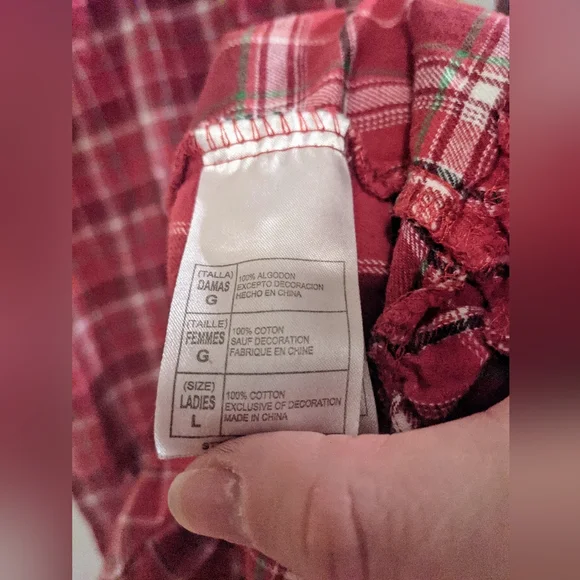 (TALLA)
DAMAS
G
100% ALGODON
EXCEPTO DECORACION
HECHO EN CHINA
(TAILLE)
FEMMES
G
100% COTON
SAUF DECORATION
FABRIQUE EN CHINE
(SIZE)
LADIES
L
100% COTTON
EXCLUSIVE OF DECORATION
MADE IN CHINA